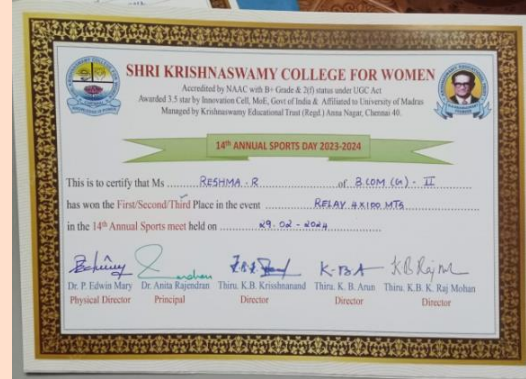 SHRI KRISHNASWAMY COLLEGE FOR WOMEN
Accredited by NAAC with B+ Grade & 2(f) status under UGC Act
Awarded 3.5 star by Innovation Cell, MoE, Govt of India & Affiliated to University of Madras
Managed by Krishnaswamy Educational Trust (Regd.) Anna Nagar, Chennai 40.
14th ANNUAL SPORTS DAY 2023-2024
This is to certify that Ms RESHMA . R of B.COM (G) - II
has won the First/Second/Third Place in the event RELAY 4X100 MTS
in the 14th Annual Sports meet held on 29.02 - 2024
Dr. P. Edwin Mary Dr. Anita Rajendran Thiru. K.B. Krisshnanand Thiru. K. B. Arun Thiru. K.B. K. Raj Mohan
Physical Director Principal Director Director Director